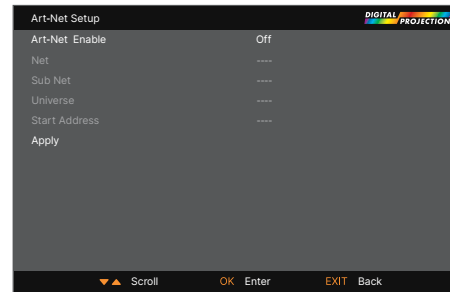 Art-Net Setup
DIGITAL PROJECTION
Art-Net Enable Off
Net ----
Sub Net ----
Universe ----
Start Address ----
Apply
▼▲ Scroll OK Enter EXIT Back